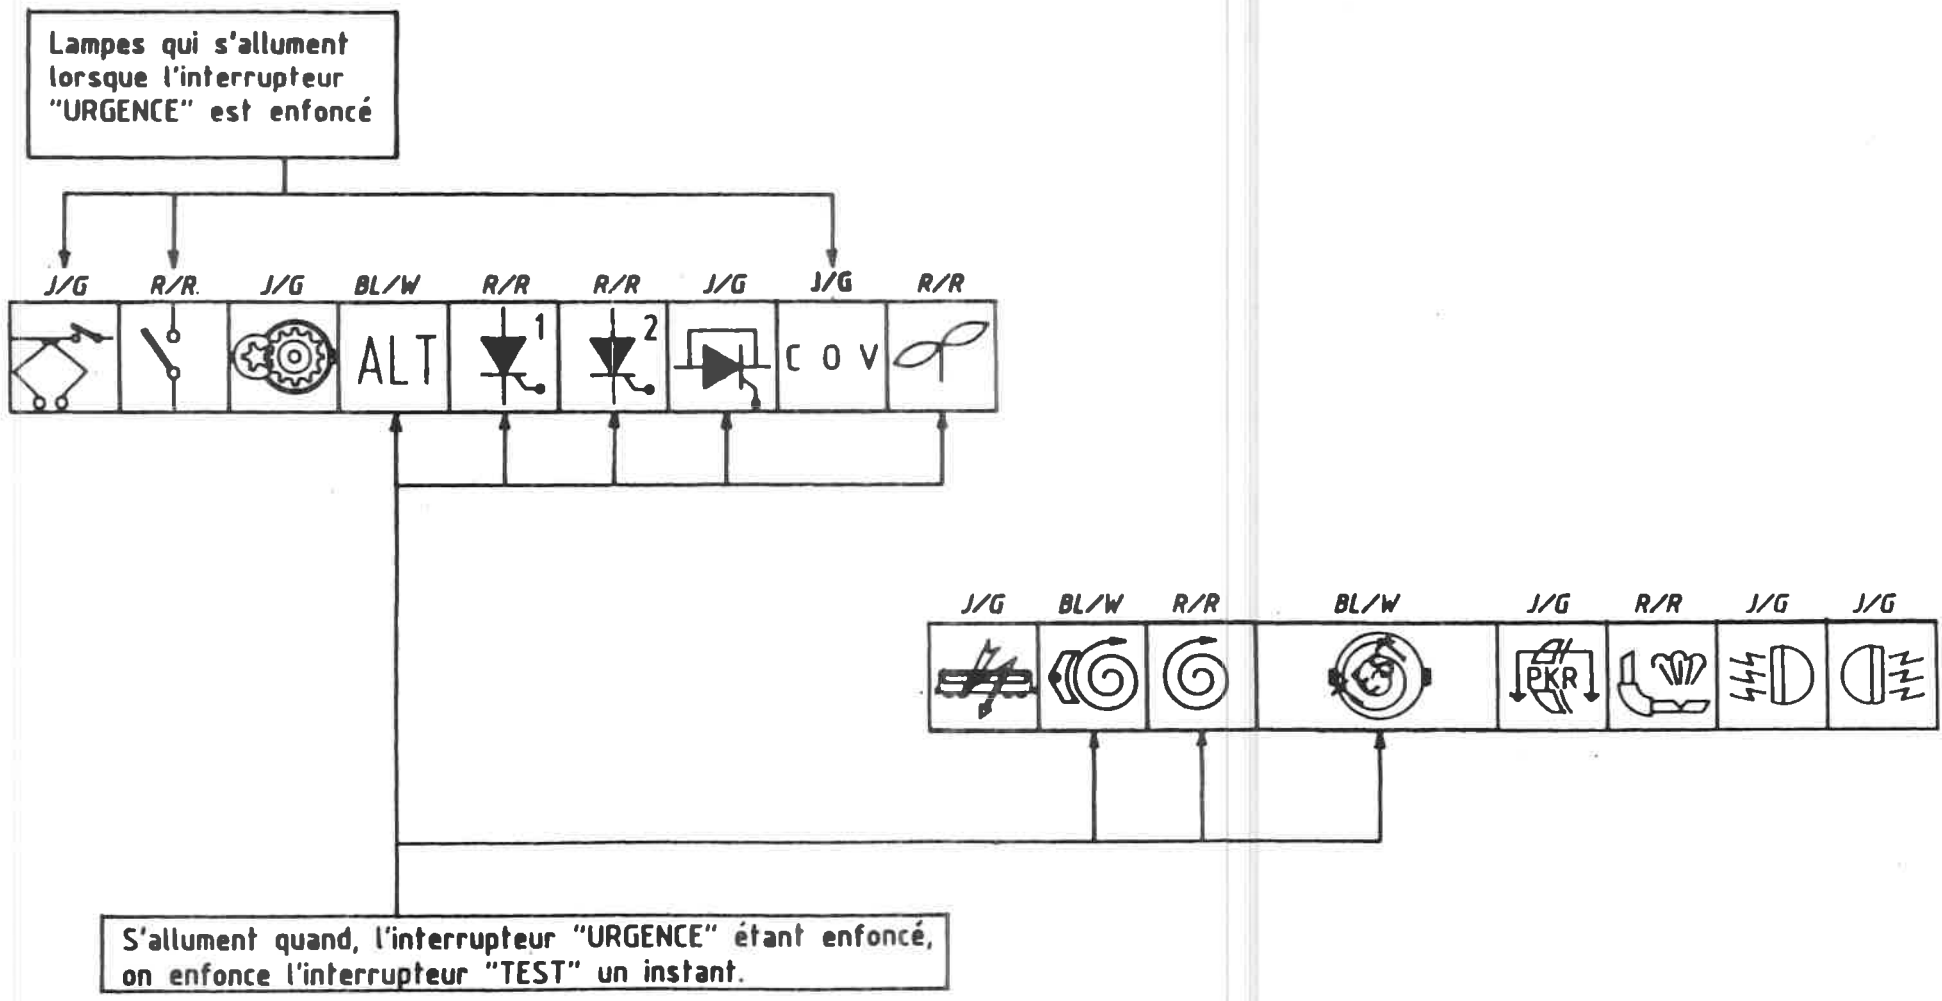 Lampes qui s'allument
lorsque l'interrupteur
"URGENCE" est enfoncé
J/G R/R. J/G BL/W R/R R/R J/G J/G R/R
ALT 1 2 C O V
J/G BL/W R/R BL/W J/G R/R J/G J/G
PKR
S'allument quand, l'interrupteur "URGENCE" étant enfoncé,
on enfonce l'interrupteur "TEST" un instant.